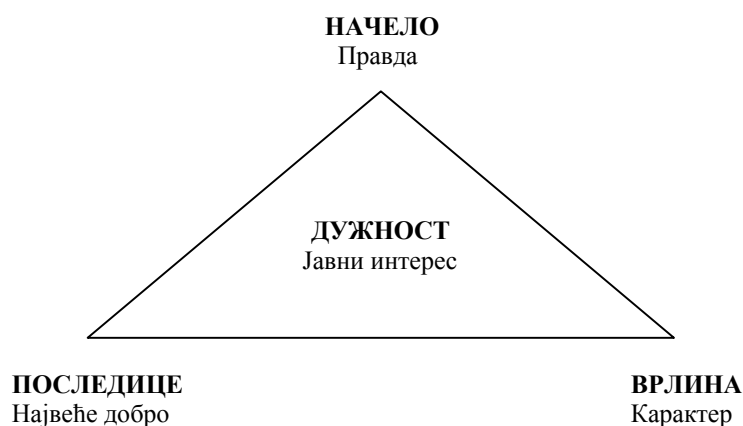 НАЧЕЛО
Правда
ДУЖНОСТ
Јавни интерес
ПОСЛЕДИЦЕ
Највеће добро
ВРЛИНА
Карактер